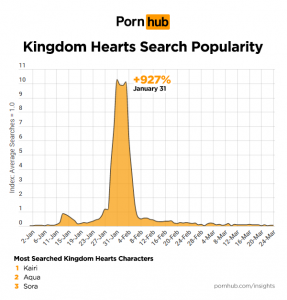 Pornhub
Kingdom Hearts Search Popularity
Index: Average Searches = 1.0
11
10
9
8
7
6
5
4
3
2
1
0
+927%
January 31
2-Jan
6-Jan
11-Jan
15-Jan
19-Jan
23-Jan
27-Jan
31-Jan
4-Feb
8-Feb
12-Feb
16-Feb
20-Feb
24-Feb
28-Feb
4-Mar
8-Mar
12-Mar
16-Mar
20-Mar
24-Mar
Most Searched Kingdom Hearts Characters
1 Kairi
2 Aqua
3 Sora
pornhub.com/insights